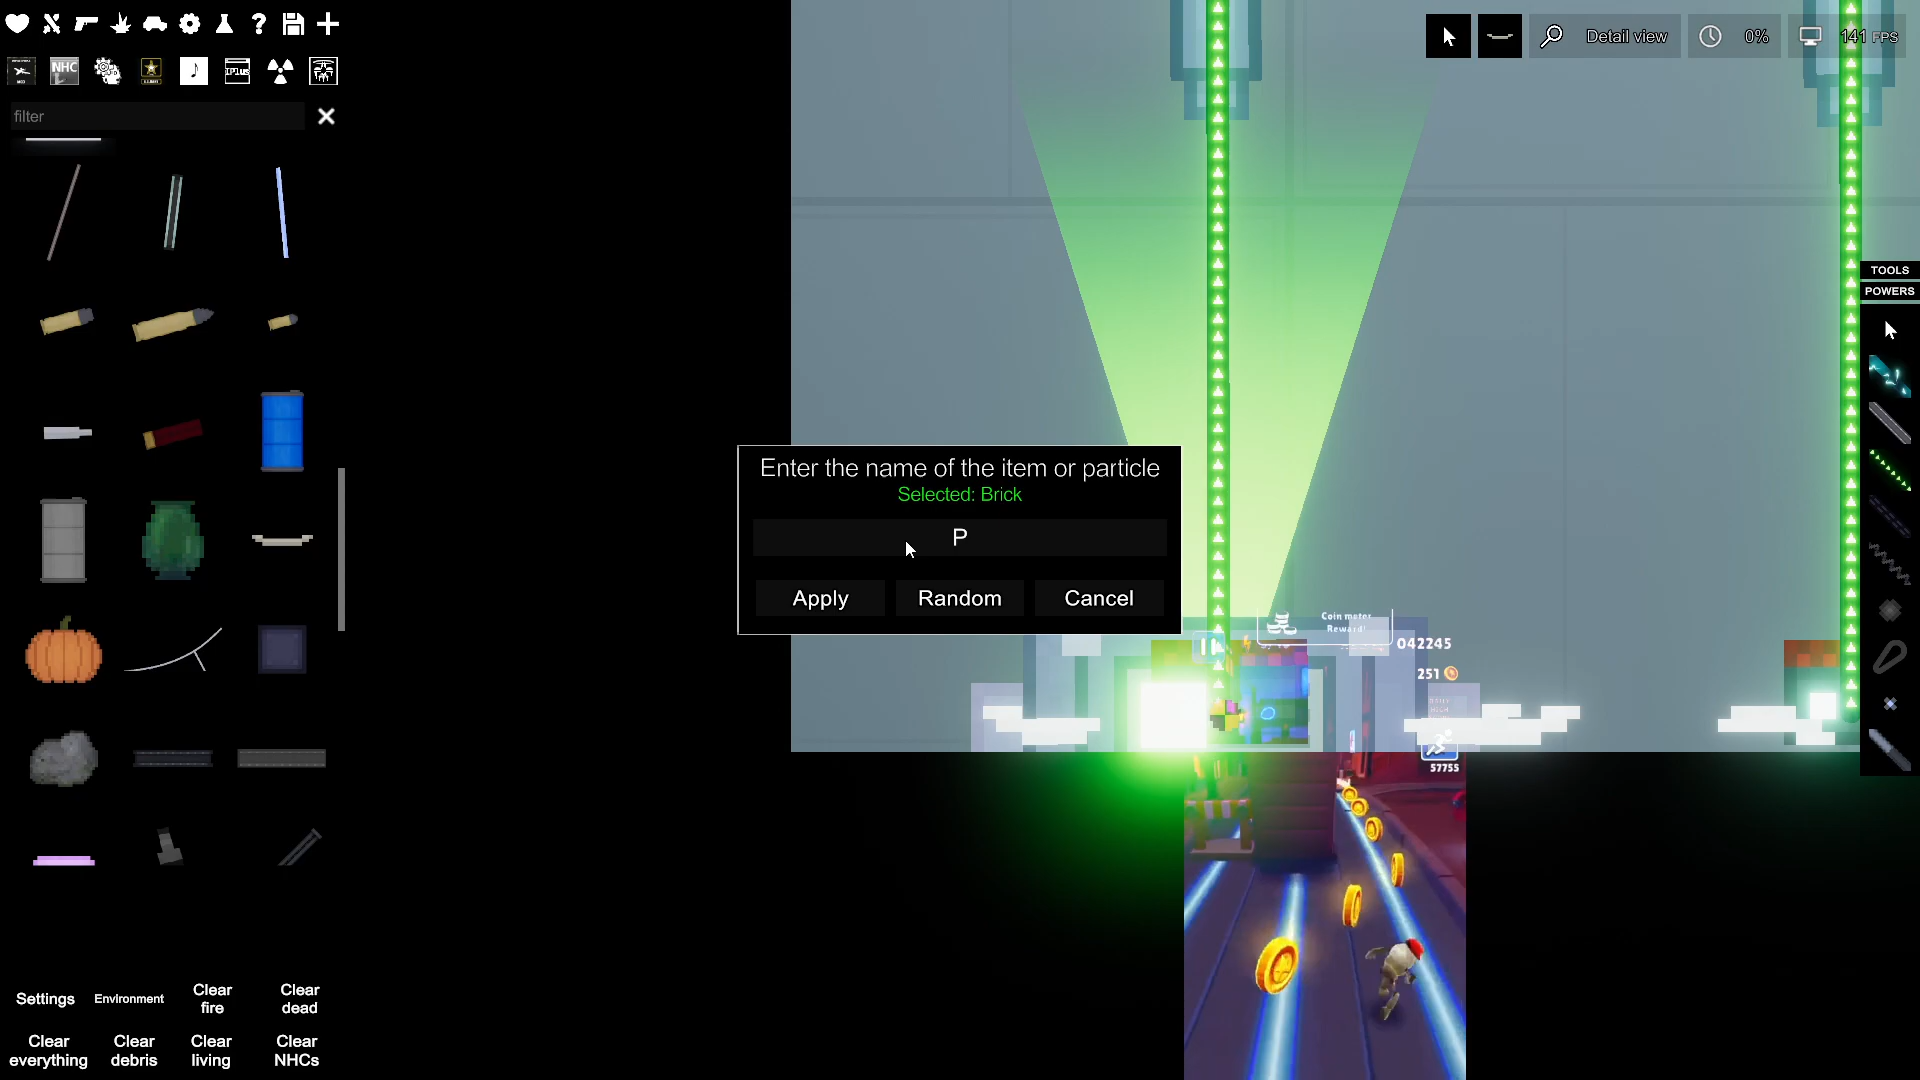 NHC
IPlus
filter
Detail view
0%
141 FPS
TOOLS
POWERS
Enter the name of the item or particle
Selected: Brick
P
Apply
Random
Cancel
Coin meter
Reward!
042245
251
57755
Settings
Environment
Clear
fire
Clear
dead
Clear
everything
Clear
debris
Clear
living
Clear
NHCs